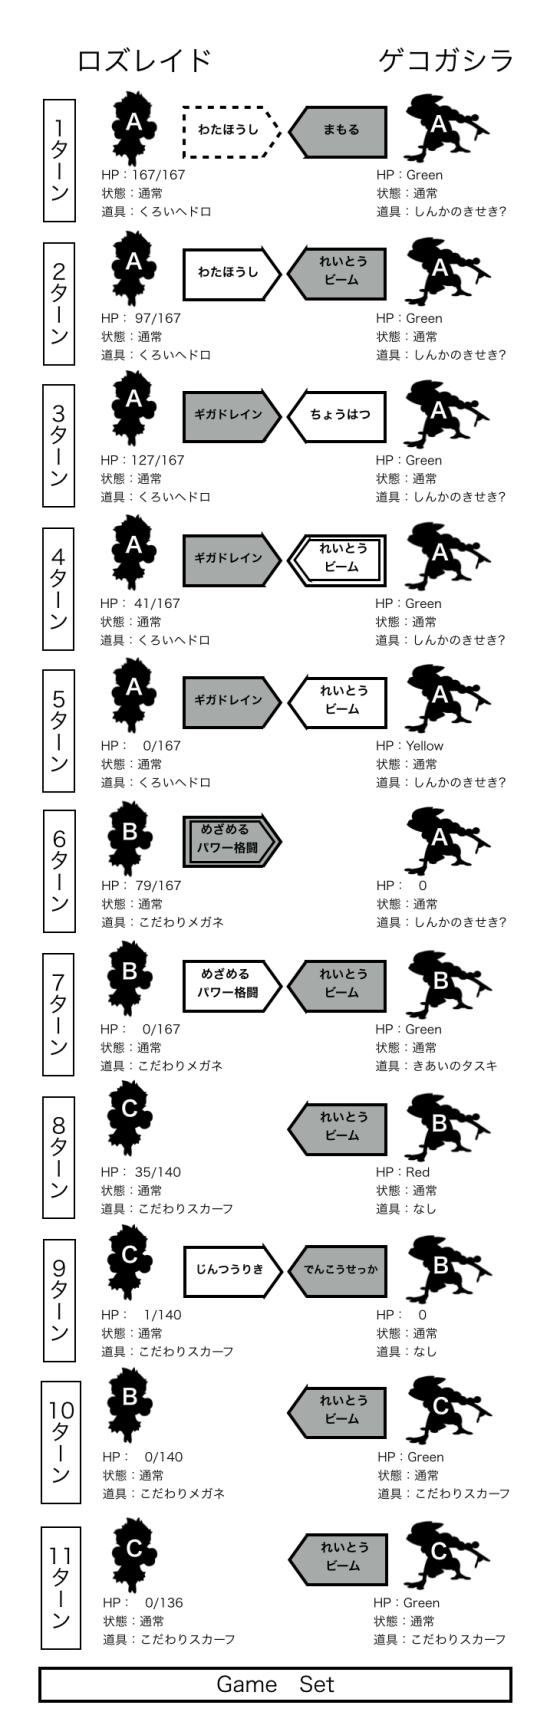 ロズレイド ゲコガシラ
1ターン
A わたほうし まもる A
HP：167/167 HP：Green
状態：通常 状態：通常
道具：くろいヘドロ 道具：しんかのきせき?
2ターン
A わたほうし れいとう
ビーム A
HP： 97/167 HP：Green
状態：通常 状態：通常
道具：くろいヘドロ 道具：しんかのきせき?
3ターン
A ギガドレイン ちょうはつ A
HP：127/167 HP：Green
状態：通常 状態：通常
道具：くろいヘドロ 道具：しんかのきせき?
4ターン
A ギガドレイン れいとう
ビーム A
HP： 41/167 HP：Green
状態：通常 状態：通常
道具：くろいヘドロ 道具：しんかのきせき?
5ターン
A ギガドレイン れいとう
ビーム A
HP： 0/167 HP：Yellow
状態：通常 状態：通常
道具：くろいヘドロ 道具：しんかのきせき?
6ターン
B めざめる
パワー格闘 A
HP： 79/167 HP： 0
状態：通常 状態：通常
道具：こだわりメガネ 道具：しんかのきせき?
7ターン
B めざめる
パワー格闘 れいとう
ビーム B
HP： 0/167 HP：Green
状態：通常 状態：通常
道具：こだわりメガネ 道具：きあいのタスキ
8ターン
C れいとう
ビーム B
HP： 35/140 HP：Red
状態：通常 状態：通常
道具：こだわりスカーフ 道具：なし
9ターン
C じんつうりき でんこうせっか B
HP： 1/140 HP： 0
状態：通常 状態：通常
道具：こだわりスカーフ 道具：なし
10ターン
B れいとう
ビーム C
HP： 0/140 HP：Green
状態：通常 状態：通常
道具：こだわりメガネ 道具：こだわりスカーフ
11ターン
C れいとう
ビーム C
HP： 0/136 HP：Green
状態：通常 状態：通常
道具：こだわりスカーフ 道具：こだわりスカーフ
Game Set